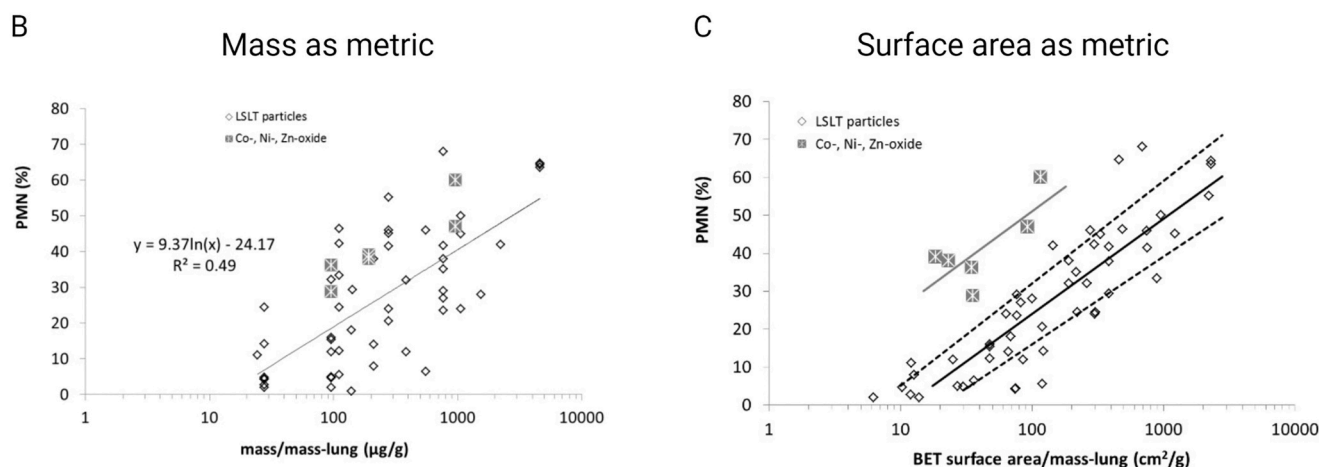 B
Mass as metric
80
70
60
50
40
30
20
10
0
PMN (%)
LSLT particles
Co-, Ni-, Zn-oxide
y = 9.37ln(x) - 24.17
R² = 0.49
1
10
100
1000
10000
mass/mass-lung (µg/g)
C
Surface area as metric
80
70
60
50
40
30
20
10
0
PMN (%)
LSLT particles
Co-, Ni-, Zn-oxide
1
10
100
1000
10000
BET surface area/mass-lung (cm²/g)